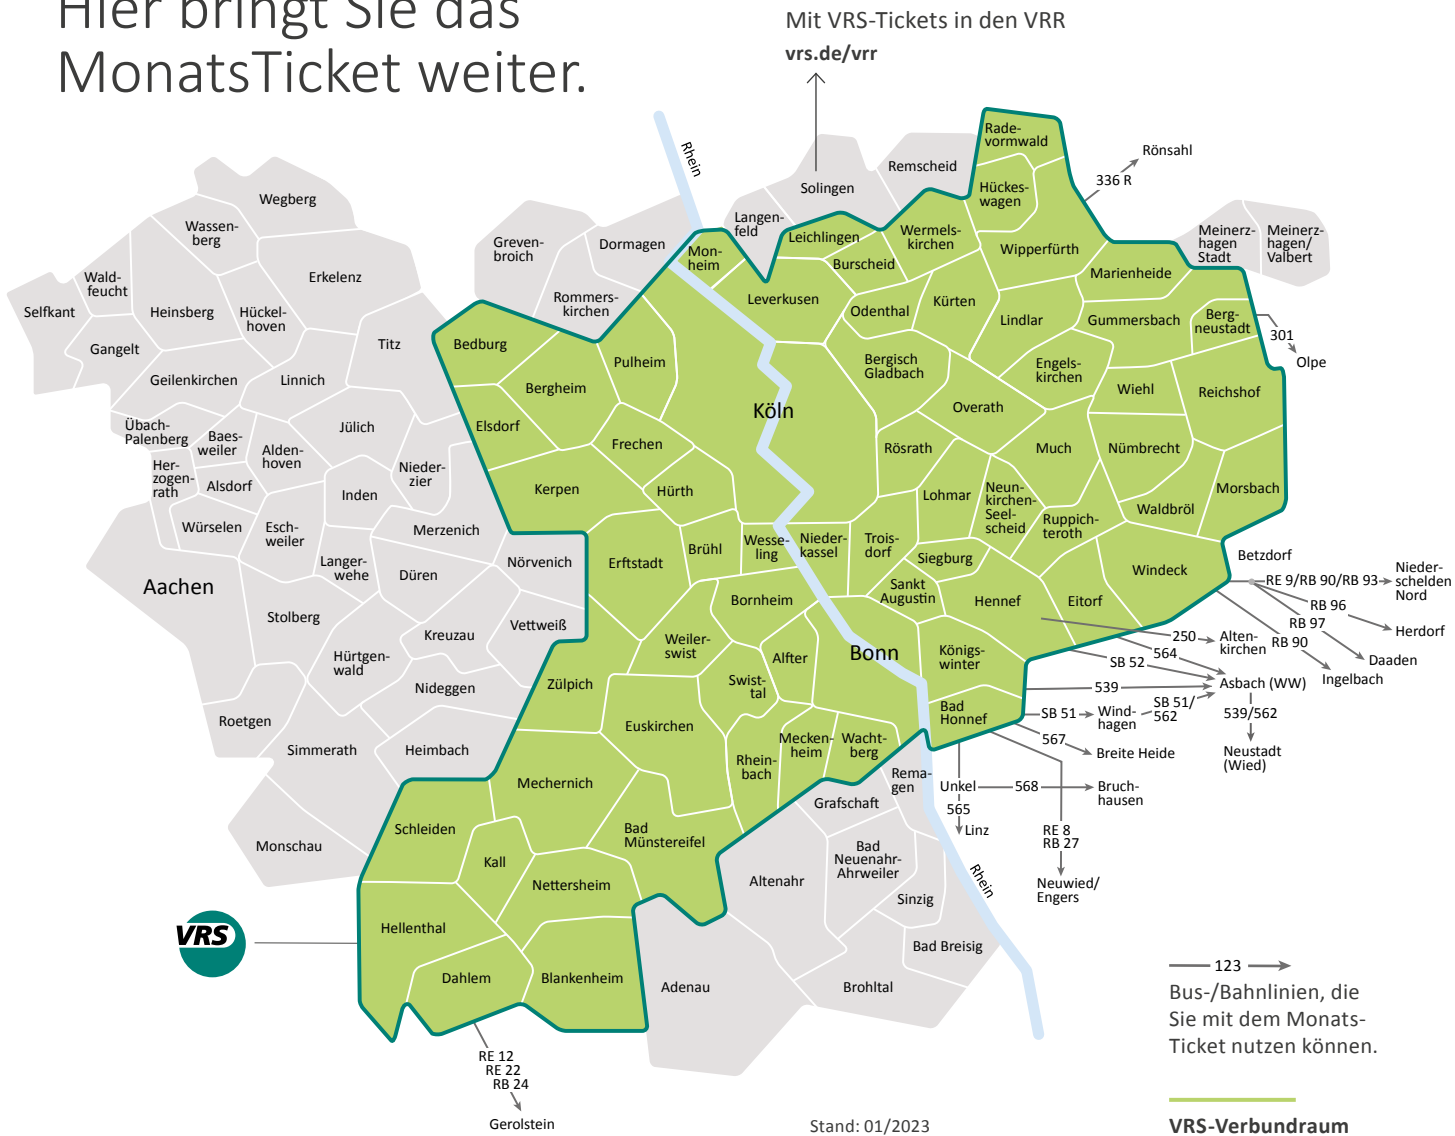 Hier bringt Sie das
MonatsTicket weiter.
Mit VRS-Tickets in den VRR
vrs.de/vrr
Rhein
Rade-
vormwald
Rönsahl
336 R
Remscheid
Solingen
Hückes-
wagen
Wegberg
Wassen-
berg
Langen-
feld
Meinerz-
hagen
Stadt
Meinerz-
hagen/
Valbert
Greven-
broich
Dormagen
Mon-
heim
Leichlingen
Wermels-
kirchen
Wipperfürth
Wald-
feucht
Erkelenz
Burscheid
Marienheide
Selfkant
Heinsberg
Hückel-
hoven
Rommers-
kirchen
Leverkusen
Odenthal
Kürten
Lindlar
Gummersbach
Berg-
neustadt
301
Olpe
Gangelt
Titz
Bedburg
Pulheim
Bergisch
Gladbach
Engels-
kirchen
Geilenkirchen
Linnich
Bergheim
Wiehl
Reichshof
Köln
Overath
Übach-
Palenberg
Baes-
weiler
Alden-
hoven
Jülich
Elsdorf
Frechen
Rösrath
Much
Nümbrecht
Her-
zogen-
rath
Alsdorf
Inden
Nieder-
zier
Kerpen
Hürth
Lohmar
Neun-
kirchen-
Seel-
scheid
Morsbach
Waldbröl
Ruppich-
teroth
Würselen
Esch-
weiler
Merzenich
Wesse-
ling
Nieder-
kassel
Trois-
dorf
Siegburg
Brühl
Erftstadt
Nörvenich
Langer-
wehe
Düren
Windeck
Betzdorf
RE 9/RB 90/RB 93
Nieder-
schelden
Nord
Aachen
Sankt
Augustin
Hennef
Eitorf
Bornheim
RB 96
Herdorf
RB 97
Daaden
RB 90
Ingelbach
Stolberg
Kreuzau
Vettweiß
Weiler-
swist
Alfter
Bonn
Königs-
winter
250
Alten-
kirchen
564
SB 52
Asbach (WW)
Hürtgen-
wald
Nideggen
Zülpich
Swist-
tal
539
SB 51
Wind-
hagen
SB 51/
562
539/562
Neustadt
(Wied)
Roetgen
Simmerath
Heimbach
Euskirchen
Bad
Honnef
567
Breite Heide
Rhein-
bach
Mecken-
heim
Wacht-
berg
Mechernich
Rema-
gen
Unkel
568
Bruch-
hausen
565
Linz
Grafschaft
RE 8
RB 27
Neuwied/
Engers
Monschau
Schleiden
Kall
Bad
Münstereifel
Bad
Neuenahr-
Ahrweiler
Rhein
Altenahr
Nettersheim
Sinzig
VRS
Hellenthal
Bad Breisig
Dahlem
Blankenheim
Adenau
Brohltal
123
Bus-/Bahnlinien, die
Sie mit dem Monats-
Ticket nutzen können.
RE 12
RE 22
RB 24
Gerolstein
Stand: 01/2023
VRS-Verbundraum